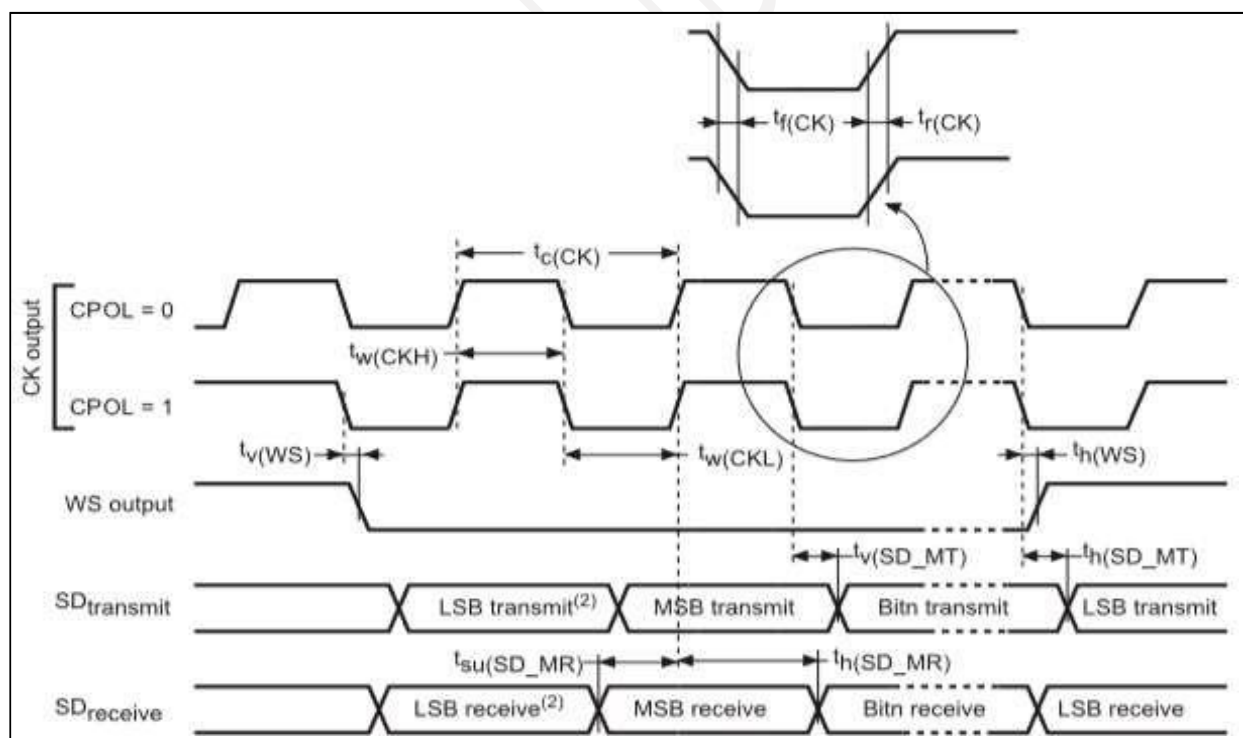 tf(CK)
tr(CK)
tc(CK)
CK output
CPOL = 0
tw(CKH)
CPOL = 1
tv(WS)
tw(CKL)
th(WS)
WS output
tv(SD_MT)
th(SD_MT)
SDtransmit
LSB transmit(2)
MSB transmit
Bitn transmit
LSB transmit
tsu(SD_MR)
th(SD_MR)
SDreceive
LSB receive(2)
MSB receive
Bitn receive
LSB receive